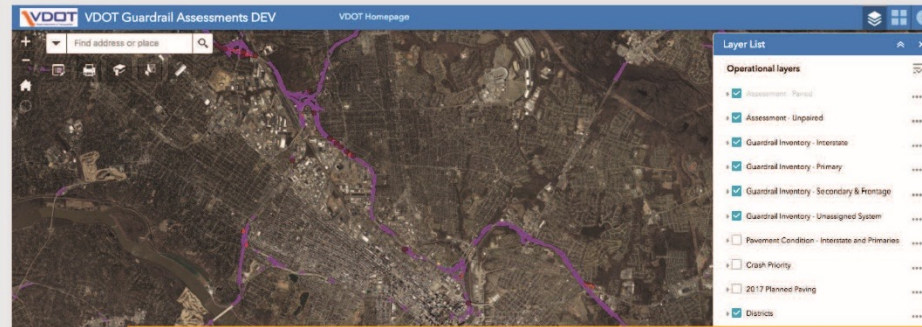 VDOT VDOT Guardrail Assessments DEV VDOT Homepage
Find address or place
Layer List
Operational layers
Assessment - Paired
Assessment - Unpaired
Guardrail Inventory - Interstate
Guardrail Inventory - Primary
Guardrail Inventory - Secondary & Frontage
Guardrail Inventory - Unassigned System
Pavement Condition - Interstate and Primaries
Crash Priority
2017 Planned Paving
Districts